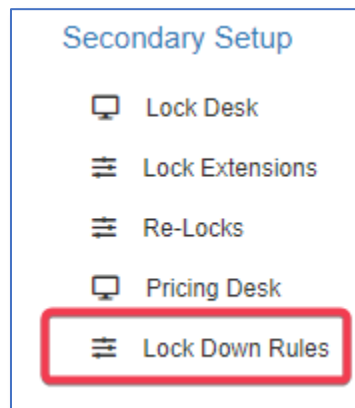 Secondary Setup
Lock Desk
Lock Extensions
Re-Locks
Pricing Desk
Lock Down Rules